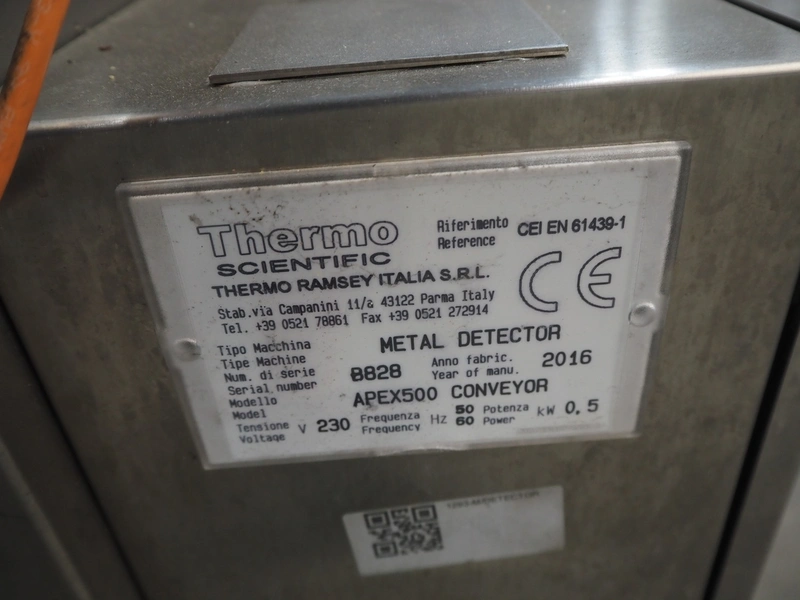 Thermo
SCIENTIFIC
Riferimento
Reference
CEI EN 61439-1
THERMO RAMSEY ITALIA S.R.L.
CE
Stab.via Campanini 11/a 43122 Parma Italy
Tel. +39 0521 78861 Fax +39 0521 272914
Tipo Macchina
Tipe Machine
METAL DETECTOR
Num. di serie
Serial number
8828
Anno fabric.
Year of manu.
2016
Modello
Model
APEX500 CONVEYOR
Tensione
Voltage
V 230
Frequenza
Frequency
Hz
50
60
Potenza
Power
kW 0,5